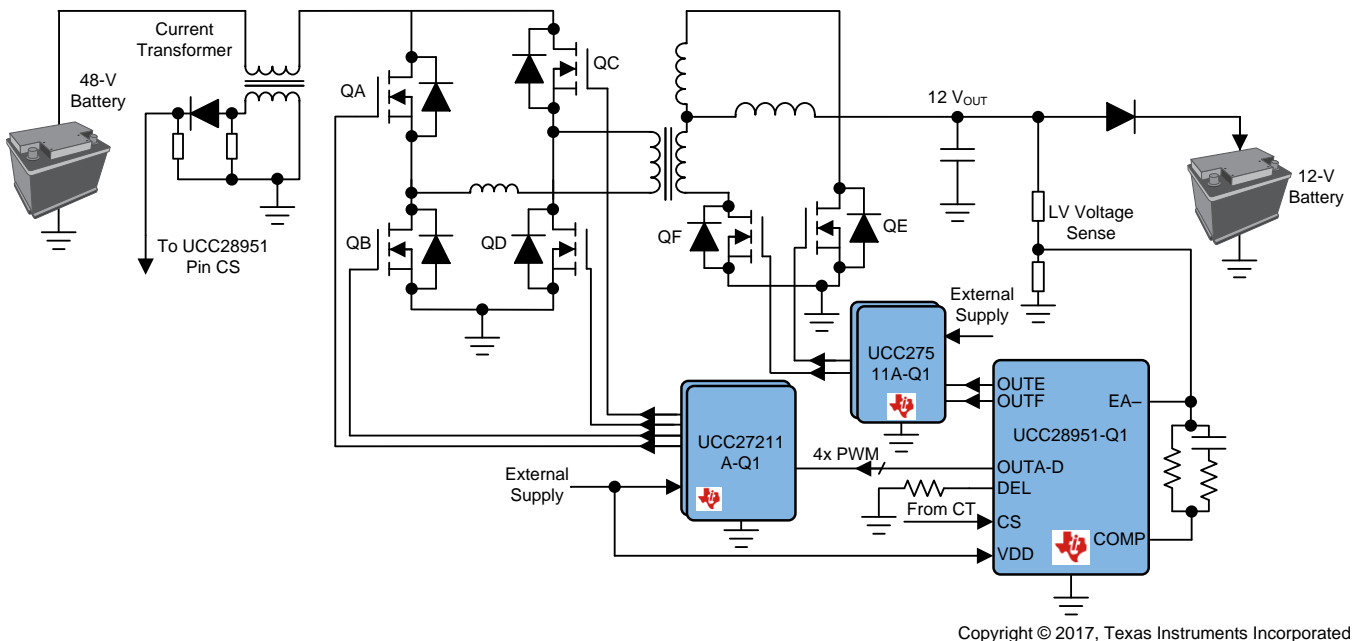 Current
Transformer
48-V
Battery
To UCC28951
Pin CS
QA
QB
QC
QD
QF
QE
12 VOUT
12-V
Battery
LV Voltage
Sense
External
Supply
UCC275
11A-Q1
UCC27211
A-Q1
External
Supply
4x PWM
From CT
OUTE
OUTF
EA–
UCC28951-Q1
OUTA-D
DEL
CS
COMP
VDD
Copyright © 2017, Texas Instruments Incorporated